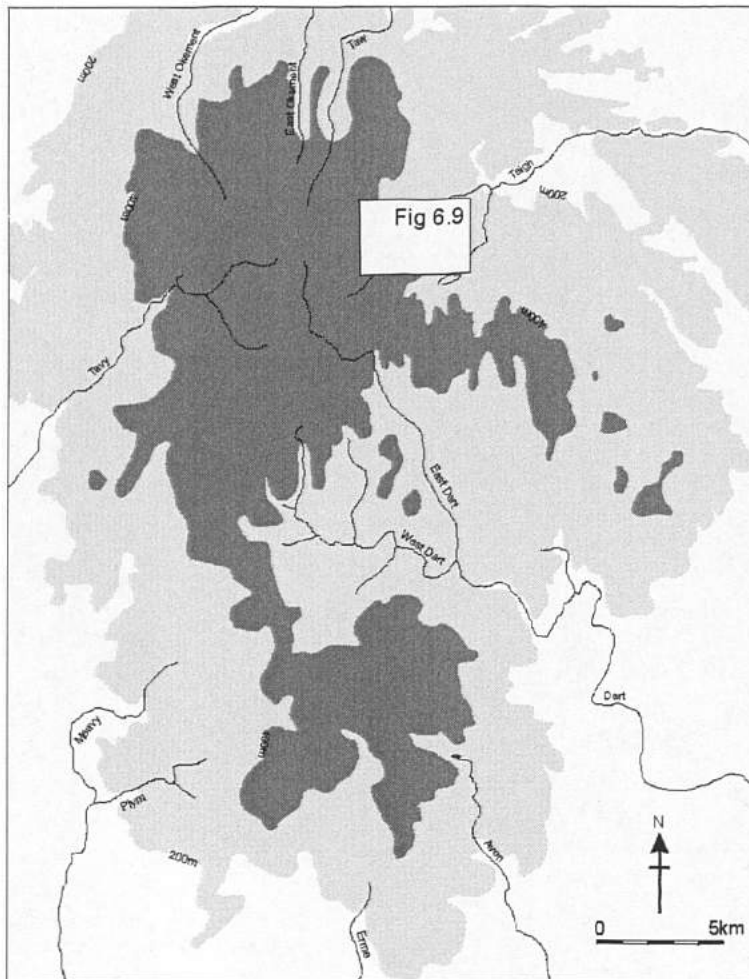 200m
West Okement
East Okement
Taw
Teign
200m
400m
Fig 6.9
400m
Tavy
East Dart
West Dart
Dart
Meavy
400m
Plym
200m
Avon
Erme
N
0 5km